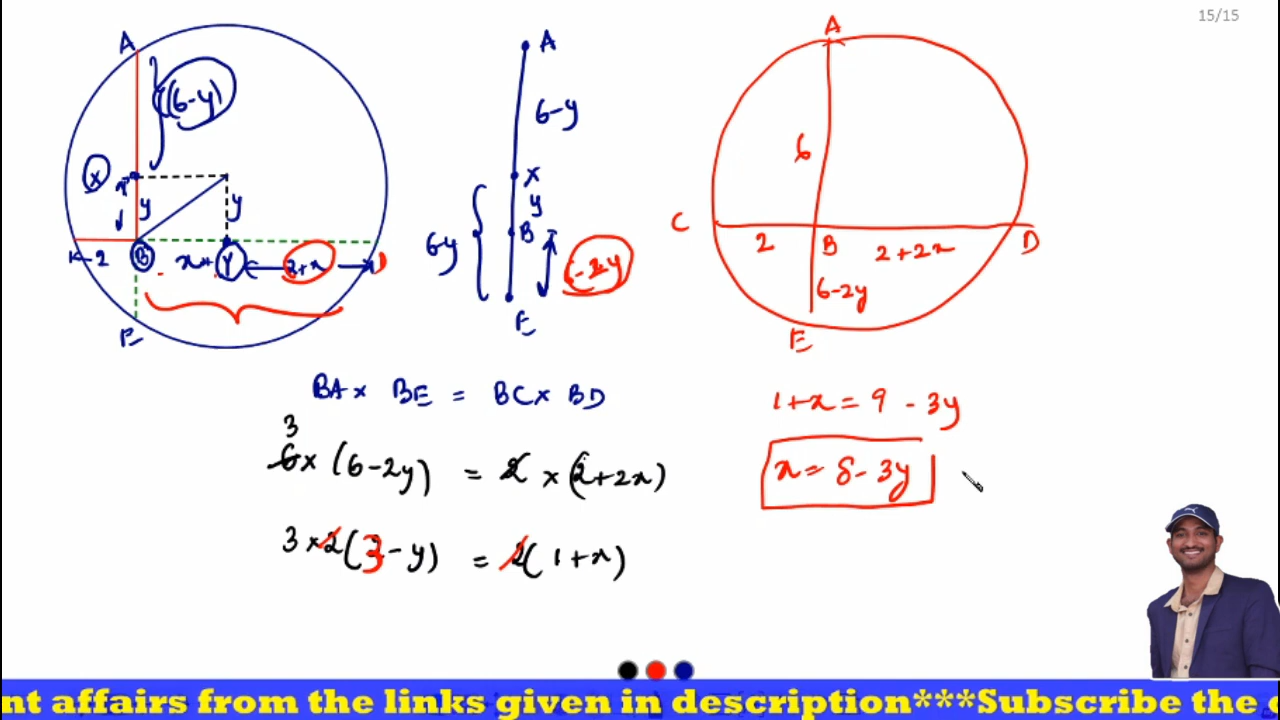 15/15
A
(6-y)
x
y
y
2
B
x
Y
2+x
D
E
A
6-y
x
y
B
6-y
-2y
E
A
6
C
2
B
2+2x
D
6-2y
E
BA × BE = BC × BD
3
6 × (6-2y) = 2 × (2+2x)
3 × 2(3-y) = 2(1+x)
1+x = 9 - 3y
x = 8 - 3y
nt affairs from the links given in description***Subscribe the